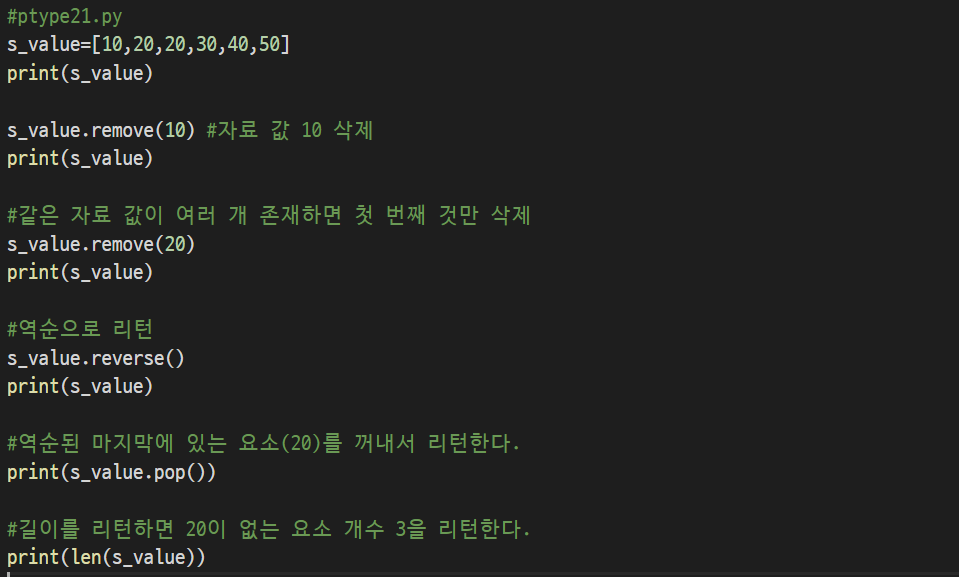 #ptype21.py
s_value=[10,20,20,30,40,50]
print(s_value)
s_value.remove(10) #자료 값 10 삭제
print(s_value)
#같은 자료 값이 여러 개 존재하면 첫 번째 것만 삭제
s_value.remove(20)
print(s_value)
#역순으로 리턴
s_value.reverse()
print(s_value)
#역순된 마지막에 있는 요소(20)를 꺼내서 리턴한다.
print(s_value.pop())
#길이를 리턴하면 20이 없는 요소 개수 3을 리턴한다.
print(len(s_value))